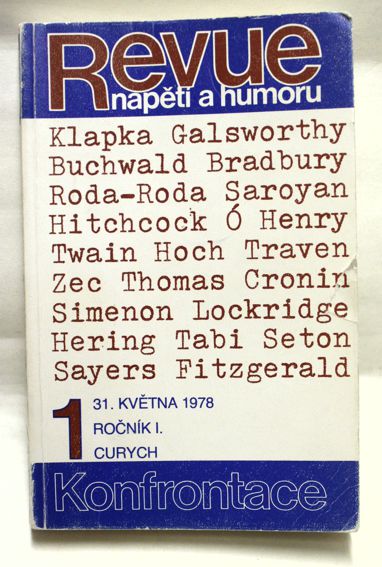 Revue
napětí a humoru
Klapka Galsworthy
Buchwald Bradbury
Roda-Roda Saroyan
Hitchcock Ó Henry
Twain Hoch Traven
Zec Thomas Cronin
Simenon Lockridge
Hering Tabi Seton
Sayers Fitzgerald
1
31. KVĚTNA 1978
ROČNÍK I.
CURYCH
Konfrontace